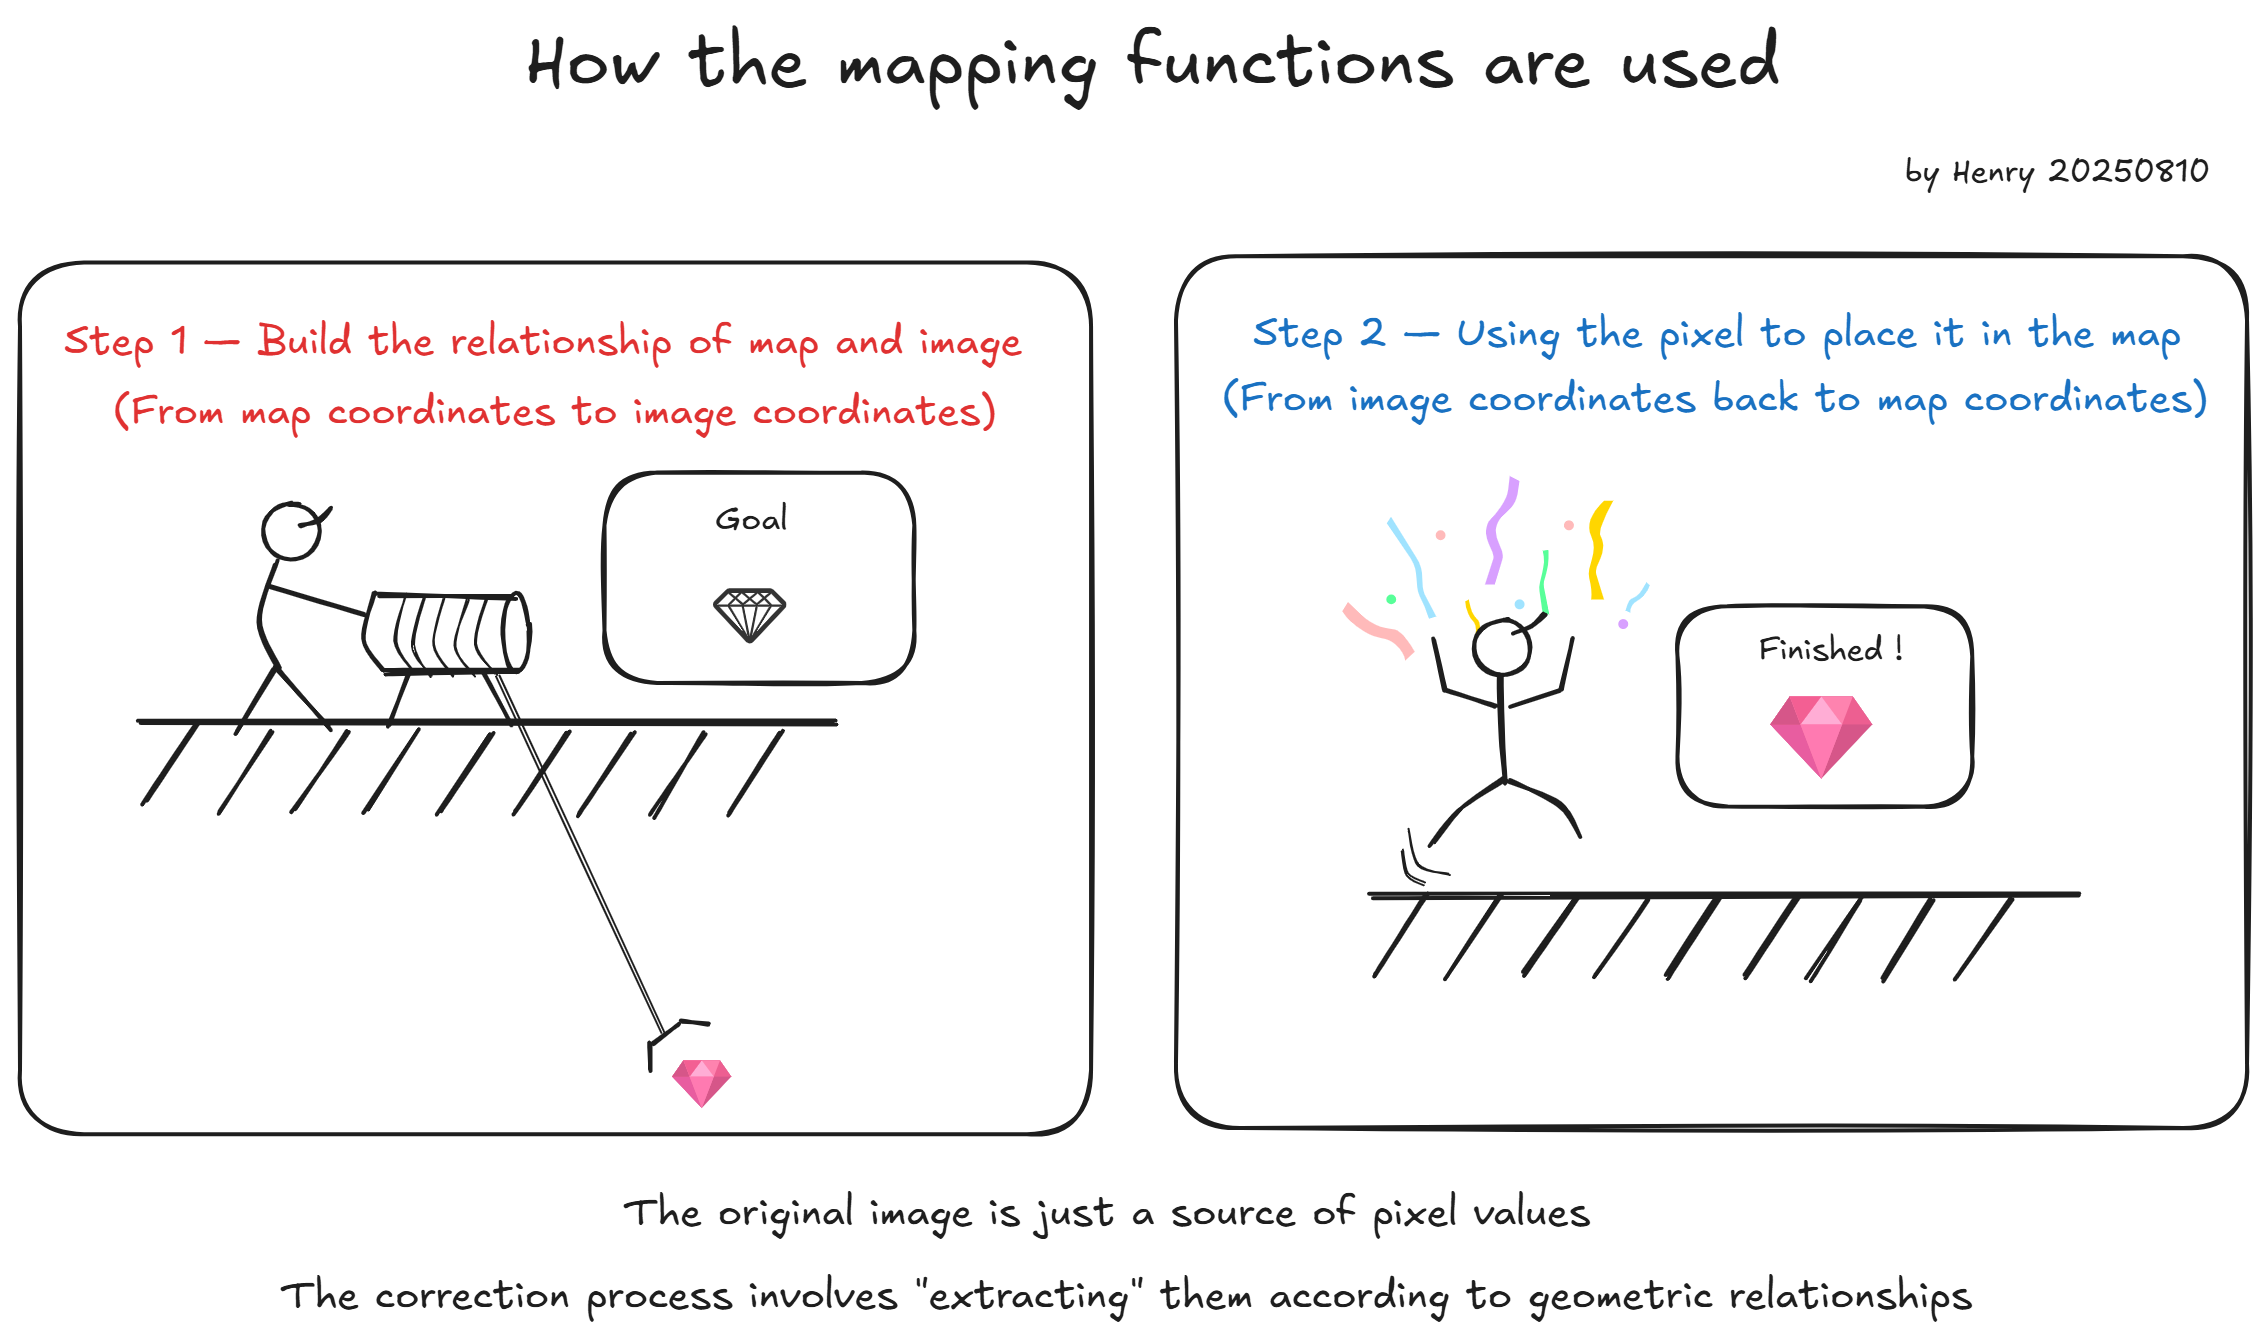 How the mapping functions are used
by Henry 20250810
Step 1 — Build the relationship of map and image
(From map coordinates to image coordinates)
Goal
Step 2 — Using the pixel to place it in the map
(From image coordinates back to map coordinates)
Finished !
The original image is just a source of pixel values
The correction process involves "extracting" them according to geometric relationships